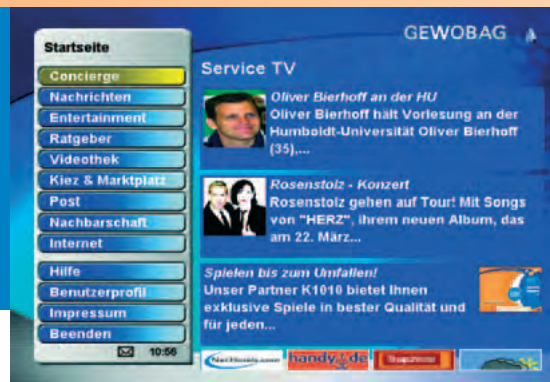 GEWOBAG
Startseite
Concierge
Nachrichten
Entertainment
Ratgeber
Videothek
Kiez & Marktplatz
Post
Nachbarschaft
Internet
Hilfe
Benutzerprofil
Impressum
Beenden
10:56
Service TV
Oliver Bierhoff an der HU
Oliver Bierhoff hält Vorlesung an der
Humboldt-Universität Oliver Bierhoff
(35),...
Rosenstolz - Konzert
Rosenstolz gehen auf Tour! Mit Songs
von "HERZ", ihrem neuen Album, das
am 22. März...
Spielen bis zum Umfallen!
Unser Partner K1010 bietet Ihnen
exklusive Spiele in bester Qualität und
für jeden...
handy.de